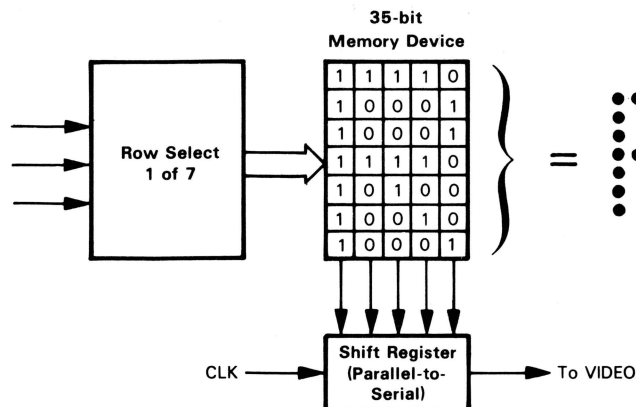 35-bit
Memory Device
1 1 1 1 0
1 0 0 0 1
1 0 0 0 1
1 1 1 1 0
1 0 1 0 0
1 0 0 1 0
1 0 0 0 1
Row Select
1 of 7
=
CLK
Shift Register
(Parallel-to-
Serial)
To VIDEO